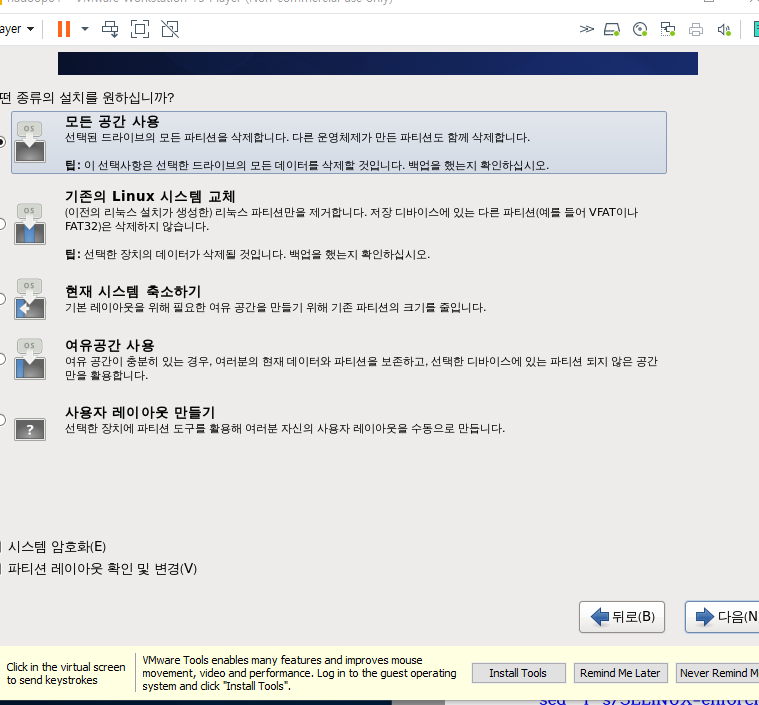 VMware Workstation 15 Player (Non-commercial use only)
ayer
떤 종류의 설치를 원하십니까?
OS
모든 공간 사용
선택된 드라이브의 모든 파티션을 삭제합니다. 다른 운영체제가 만든 파티션도 함께 삭제합니다.
팁: 이 선택사항은 선택한 드라이브의 모든 데이터를 삭제할 것입니다. 백업을 했는지 확인하십시오.
OS
기존의 Linux 시스템 교체
(이전의 리눅스 설치가 생성한) 리눅스 파티션만을 제거합니다. 저장 디바이스에 있는 다른 파티션(예를 들어 VFAT이나
FAT32)은 삭제하지 않습니다.
팁: 선택한 장치의 데이터가 삭제될 것입니다. 백업을 했는지 확인하십시오.
OS
현재 시스템 축소하기
기본 레이아웃을 위해 필요한 여유 공간을 만들기 위해 기존 파티션의 크기를 줄입니다.
OS
여유공간 사용
여유 공간이 충분히 있는 경우, 여러분의 현재 데이터와 파티션을 보존하고, 선택한 디바이스에 있는 파티션 되지 않은 공간
만을 활용합니다.
?
사용자 레이아웃 만들기
선택한 장치에 파티션 도구를 활용해 여러분 자신의 사용자 레이아웃을 수동으로 만듭니다.
시스템 암호화(E)
파티션 레이아웃 확인 및 변경(V)
뒤로(B)
다음(N
Click in the virtual screen
to send keystrokes
VMware Tools enables many features and improves mouse
movement, video and performance. Log in to the guest operating
system and click "Install Tools".
Install Tools
Remind Me Later
Never Remind M